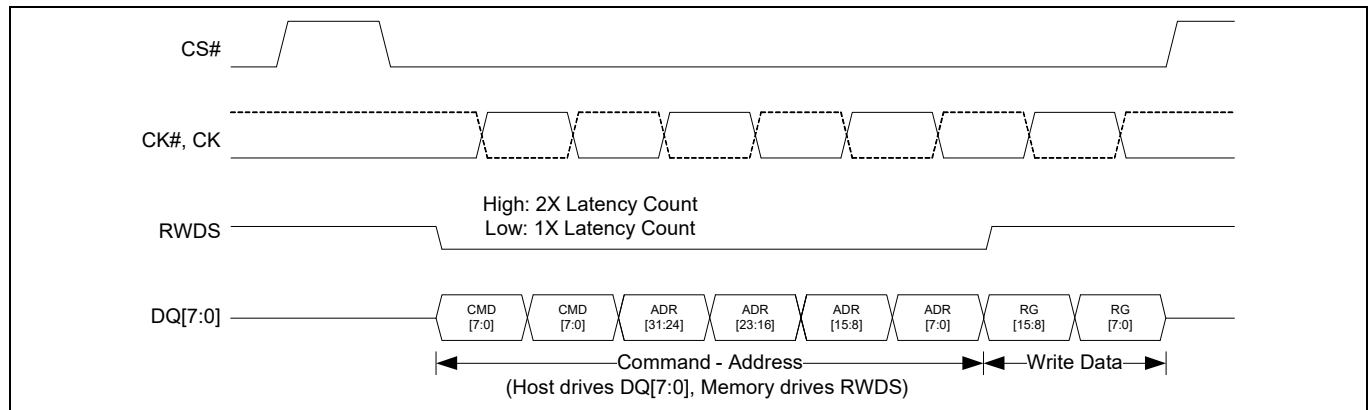 CS#
CK#, CK
High: 2X Latency Count
Low: 1X Latency Count
RWDS
DQ[7:0]
CMD [7:0]
CMD [7:0]
ADR [31:24]
ADR [23:16]
ADR [15:8]
ADR [7:0]
RG [15:8]
RG [7:0]
Command - Address
Write Data
(Host drives DQ[7:0], Memory drives RWDS)